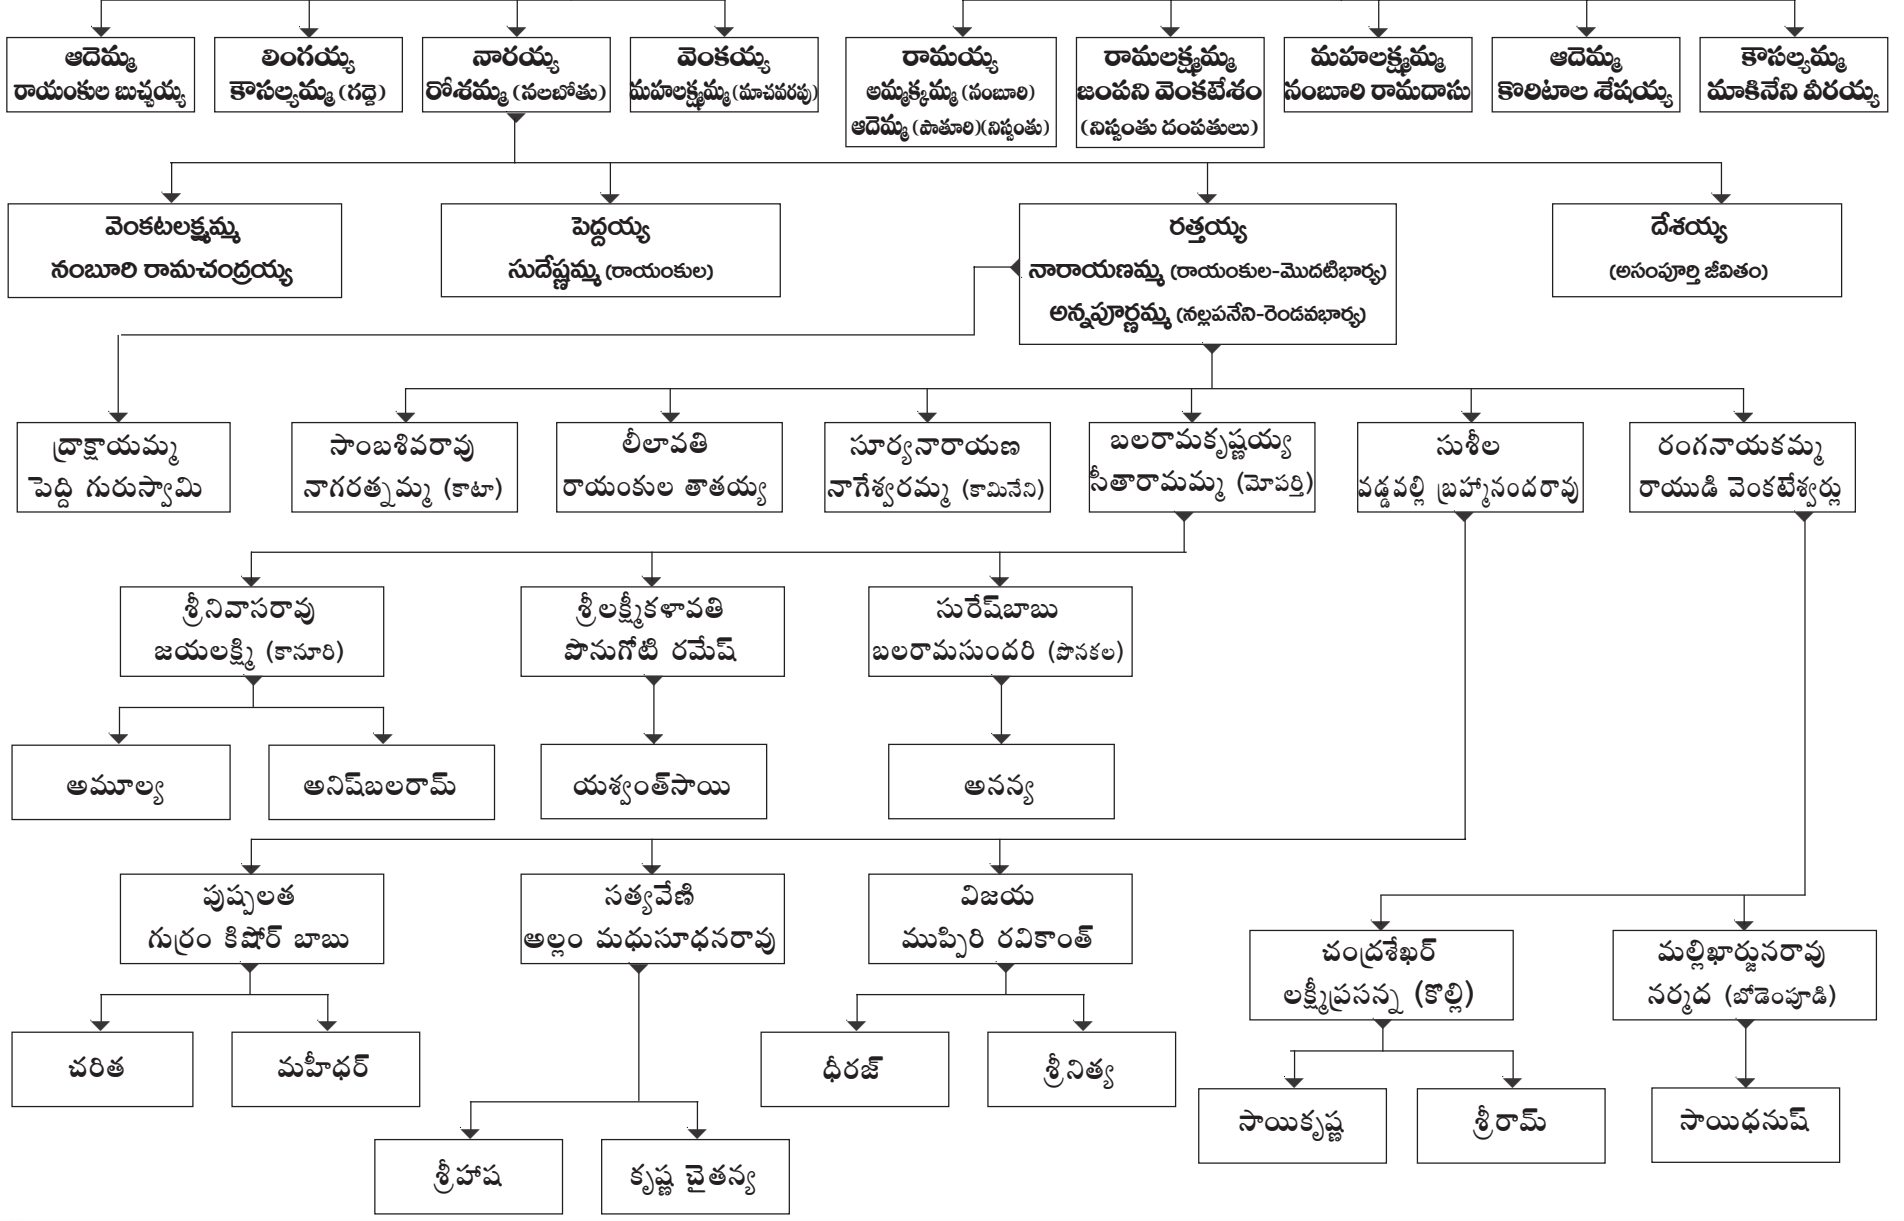 ఆదెమ్మ
రాయంకుల బుచ్చయ్య
లింగయ్య
కౌసల్యమ్మ (గద్దె)
నారయ్య
రోశమ్మ (నలబోతు)
వెంకయ్య
మహలక్ష్మమ్మ (మాచవరపు)
రామయ్య
అమ్మక్కమ్మ (నంబూరి)
ఆదెమ్మ (పాతూరి)(నిస్సంతు)
రామలక్ష్మమ్మ
జంపని వెంకటేశం
(నిస్సంతు దంపతులు)
మహలక్ష్మమ్మ
నంబూరి రామదాసు
ఆదెమ్మ
కొరిటాల శేషయ్య
కౌసల్యమ్మ
మాకినేని వీరయ్య
వెంకటలక్ష్మమ్మ
నంబూరి రామచంద్రయ్య
పెద్దయ్య
సుదేష్ణమ్మ (రాయంకుల)
రత్తయ్య
నారాయణమ్మ (రాయంకుల-మొదటిభార్య)
అన్నపూర్ణమ్మ (నల్లపనేని-రెండవభార్య)
దేశయ్య
(అసంపూర్తి జీవితం)
ద్రాక్షాయమ్మ
పెద్ది గురుస్వామి
సాంబశివరావు
నాగరత్నమ్మ (కాటా)
లీలావతి
రాయంకుల తాతయ్య
సూర్యనారాయణ
నాగేశ్వరమ్మ (కామినేని)
బలరామకృష్ణయ్య
సీతారామమ్మ (మోపర్తి)
సుశీల
వడ్డవల్లి బ్రహ్మానందరావు
రంగనాయకమ్మ
రాయుడి వెంకటేశ్వర్లు
శ్రీనివాసరావు
జయలక్ష్మి (కానూరి)
శ్రీలక్ష్మీకళావతి
పొనుగోటి రమేష్
సురేష్‌బాబు
బలరామసుందరి (పొనకల)
అమూల్య
అనిష్‌బలరామ్
యశ్వంత్‌సాయి
అనన్య
పుష్పలత
గుర్రం కిషోర్ బాబు
సత్యవేణి
అల్లం మధుసూధనరావు
విజయ
ముప్పిరి రవికాంత్
చంద్రశేఖర్
లక్ష్మీప్రసన్న (కొల్లి)
మల్లిఖార్జునరావు
నర్మద (బోడెంపూడి)
చరిత
మహీధర్
ధీరజ్
శ్రీనిత్య
సాయికృష్ణ
శ్రీరామ్
సాయిధనుష్
శ్రీహాష
కృష్ణ చైతన్య